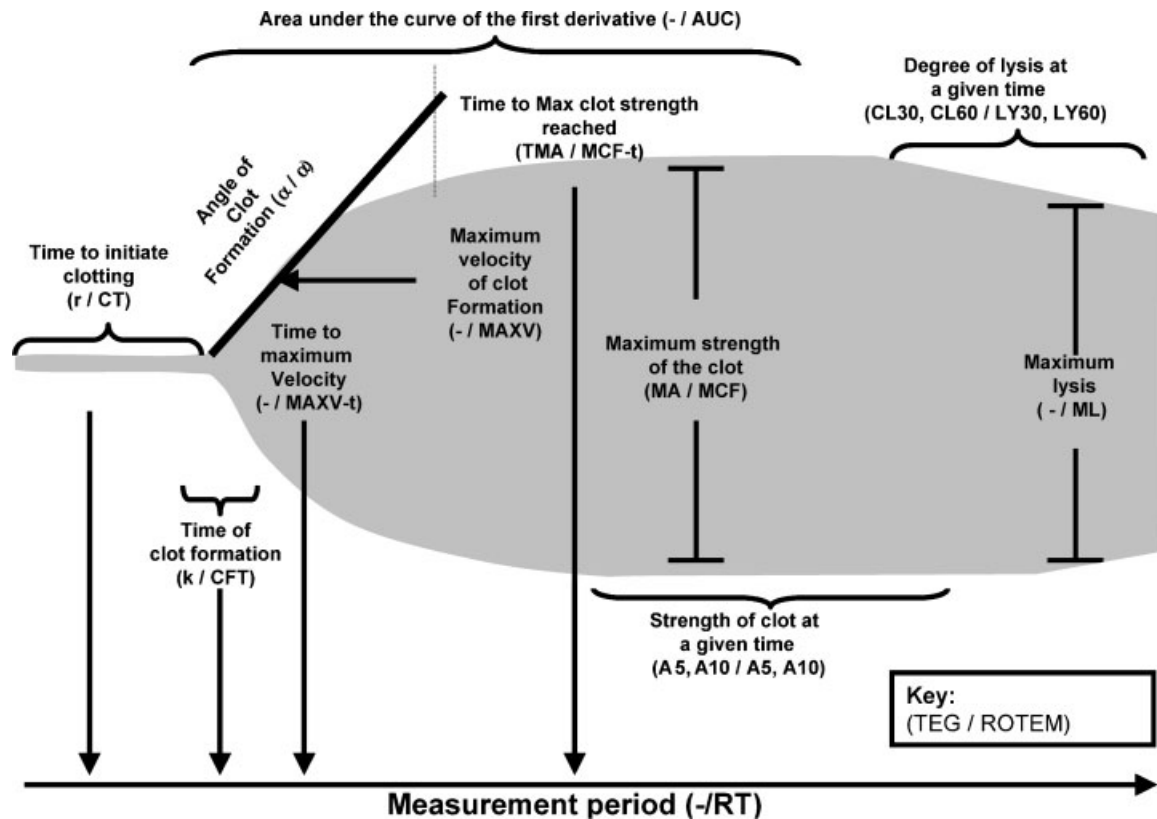 Area under the curve of the first derivative (- / AUC)
Degree of lysis at
a given time
(CL30, CL60 / LY30, LY60)
Time to Max clot strength
reached
(TMA / MCF-t)
Angle of
Clot
Formation (α / α)
Time to initiate
clotting
(r / CT)
Maximum
velocity
of clot
Formation
(- / MAXV)
Time to
maximum
Velocity
(- / MAXV-t)
Maximum strength
of the clot
(MA / MCF)
Maximum
lysis
( - / ML)
Time of
clot formation
(k / CFT)
Strength of clot at
a given time
(A5, A10 / A5, A10)
Key:
(TEG / ROTEM)
Measurement period (-/RT)